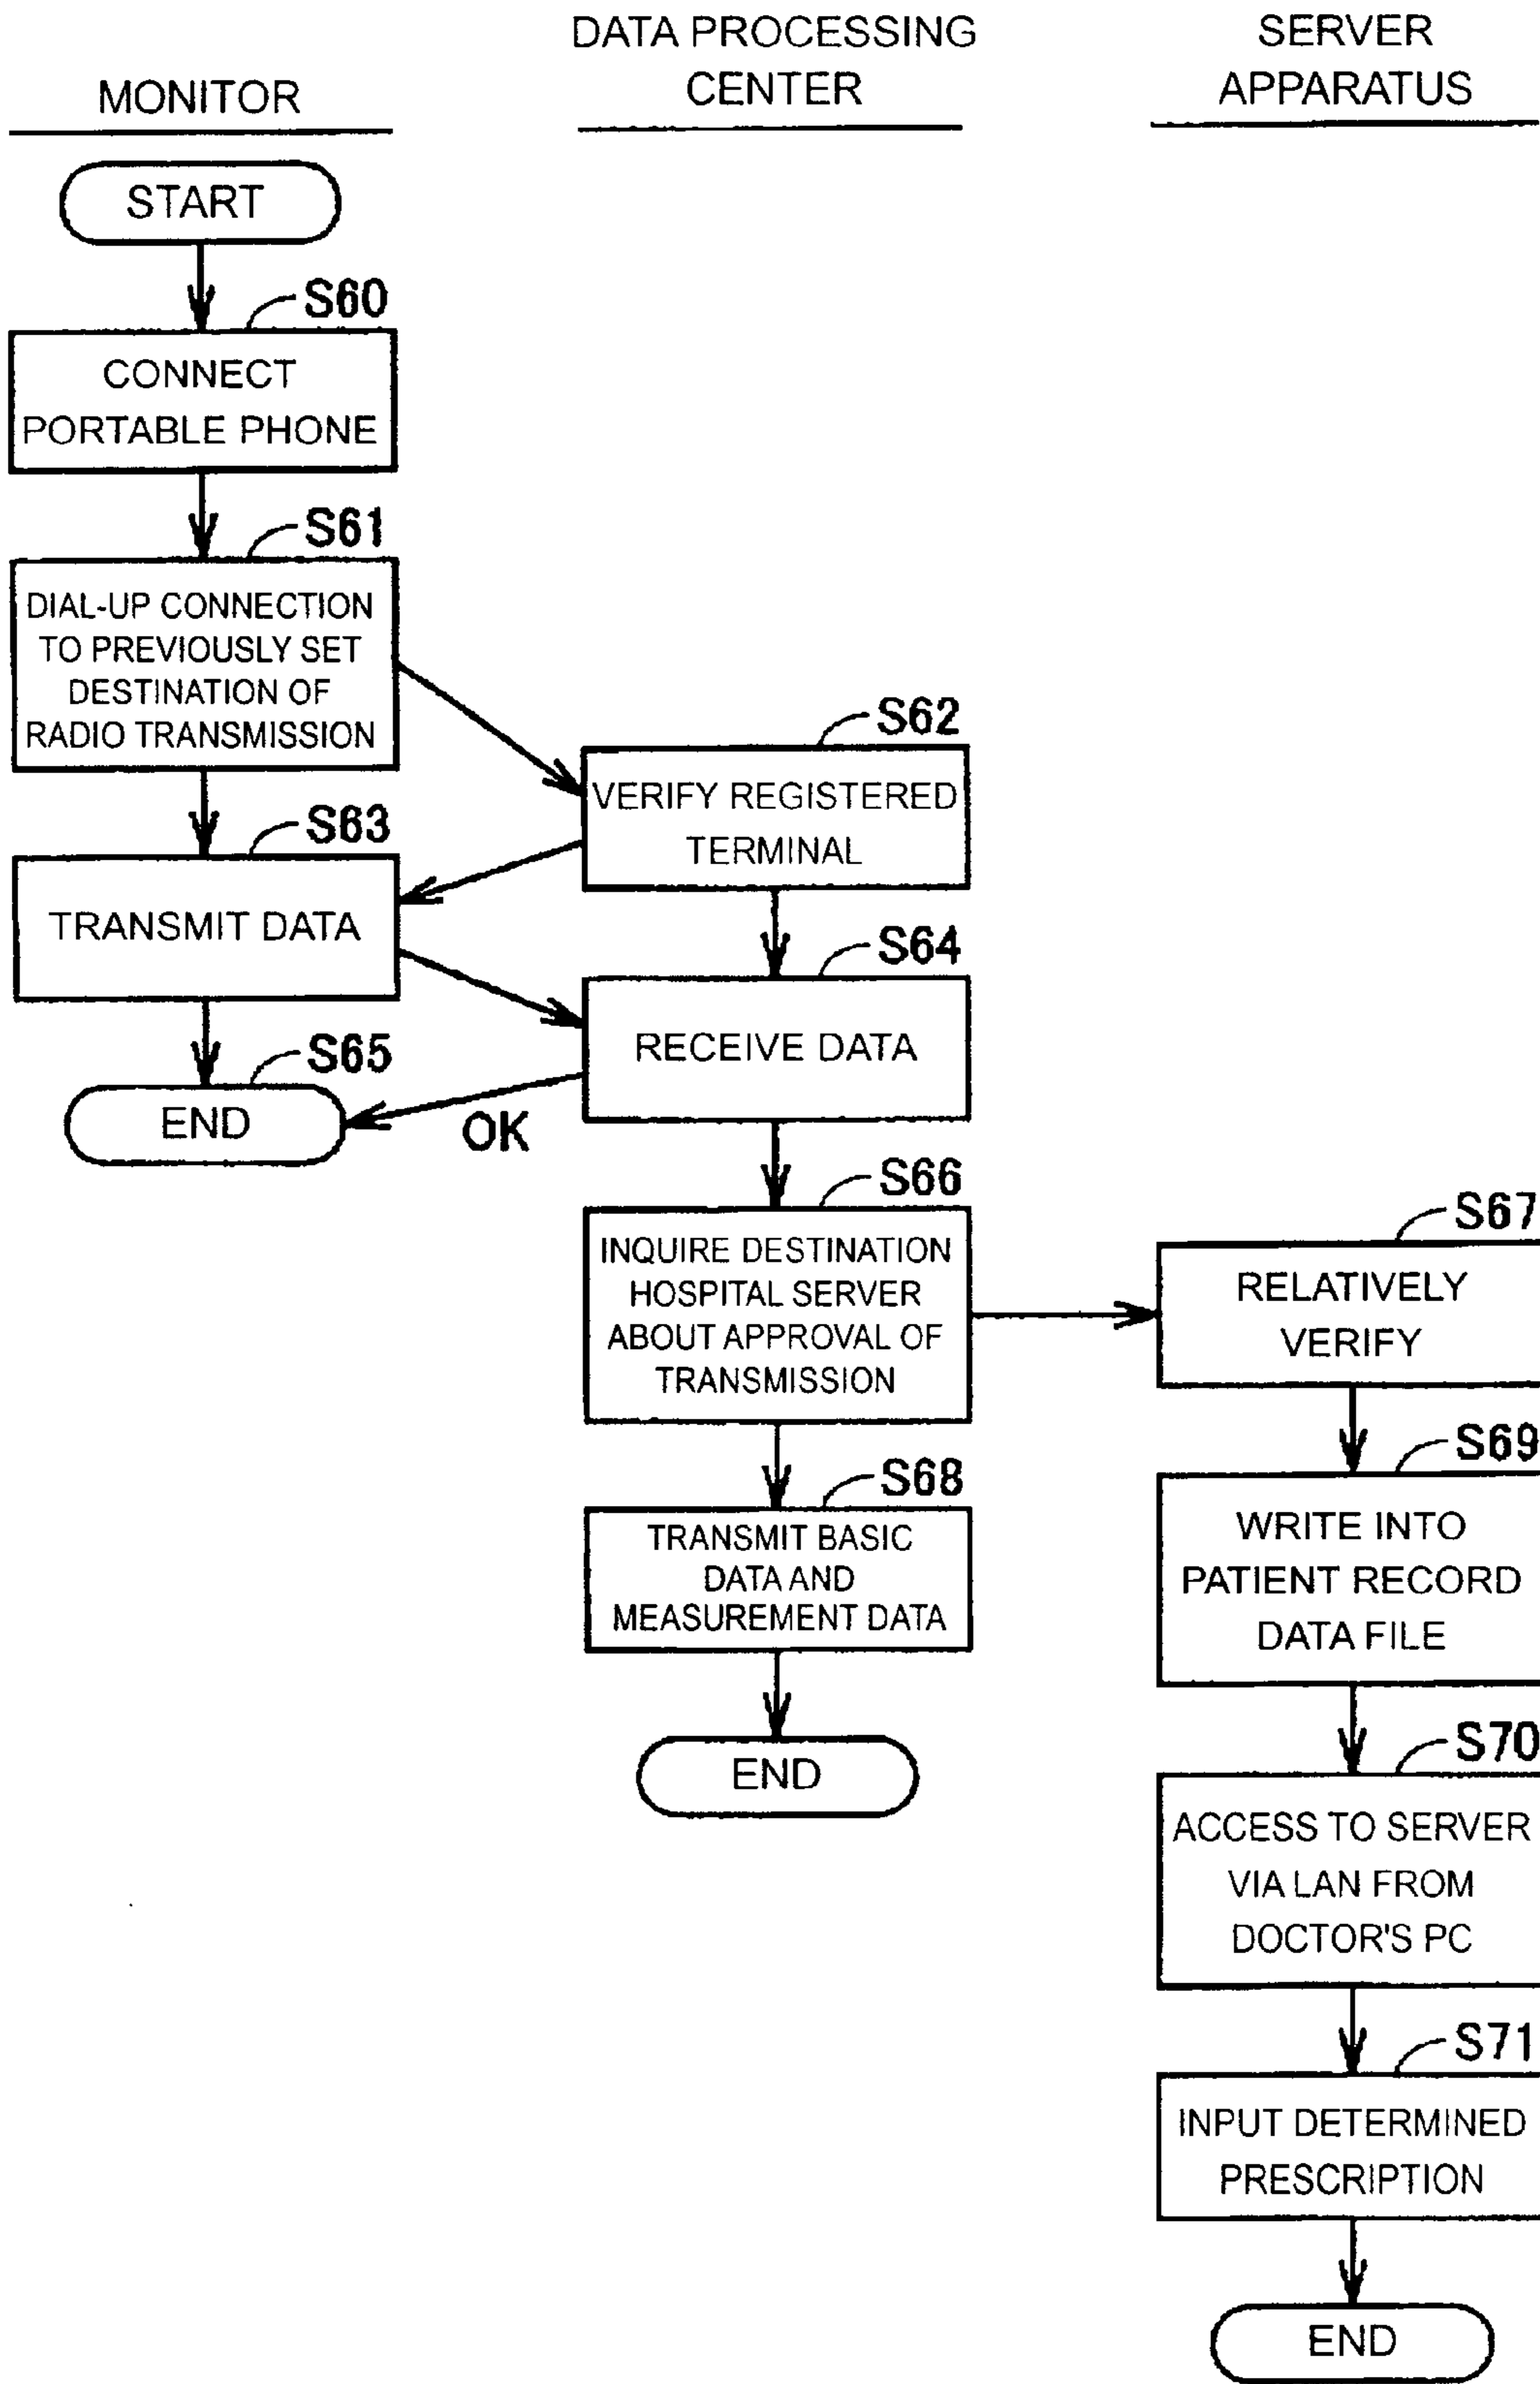 MONITOR
DATA PROCESSING
CENTER
SERVER
APPARATUS
START
S60
CONNECT
PORTABLE PHONE
S61
DIAL-UP CONNECTION
TO PREVIOUSLY SET
DESTINATION OF
RADIO TRANSMISSION
S62
VERIFY REGISTERED
TERMINAL
S63
TRANSMIT DATA
S64
RECEIVE DATA
S65
END
OK
S66
INQUIRE DESTINATION
HOSPITAL SERVER
ABOUT APPROVAL OF
TRANSMISSION
S67
RELATIVELY
VERIFY
S68
TRANSMIT BASIC
DATA AND
MEASUREMENT DATA
END
S69
WRITE INTO
PATIENT RECORD
DATA FILE
S70
ACCESS TO SERVER
VIA LAN FROM
DOCTOR'S PC
S71
INPUT DETERMINED
PRESCRIPTION
END